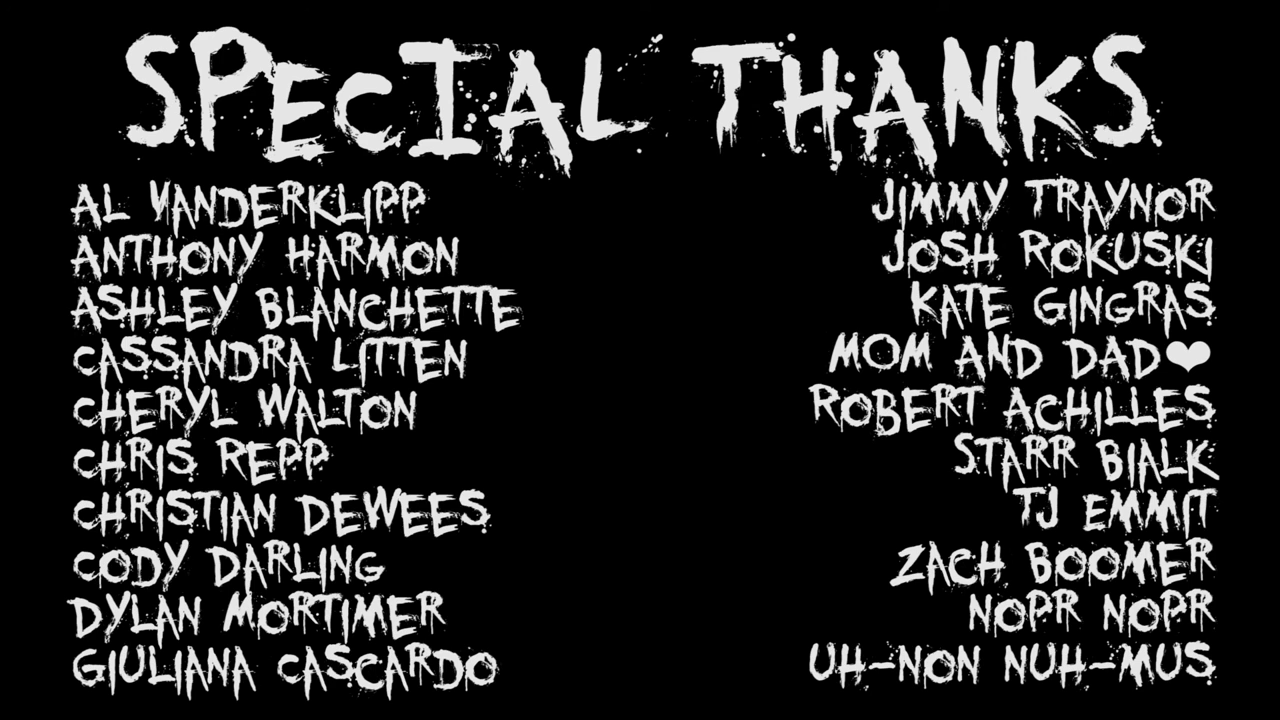 SPECIAL THANKS
AL VANDERKLIPP
ANTHONY HARMON
ASHLEY BLANCHETTE
CASSANDRA LITTEN
CHERYL WALTON
CHRIS REPP
CHRISTIAN DEWEES
CODY DARLING
DYLAN MORTIMER
GIULIANA CASCARDO
JIMMY TRAYNOR
JOSH ROKUSKI
KATE GINGRAS
MOM AND DAD❤
ROBERT ACHILLES
STARR BIALK
TJ EMMIT
ZACH BOOMER
NOPR NOPR
UH-NON NUH-MUS